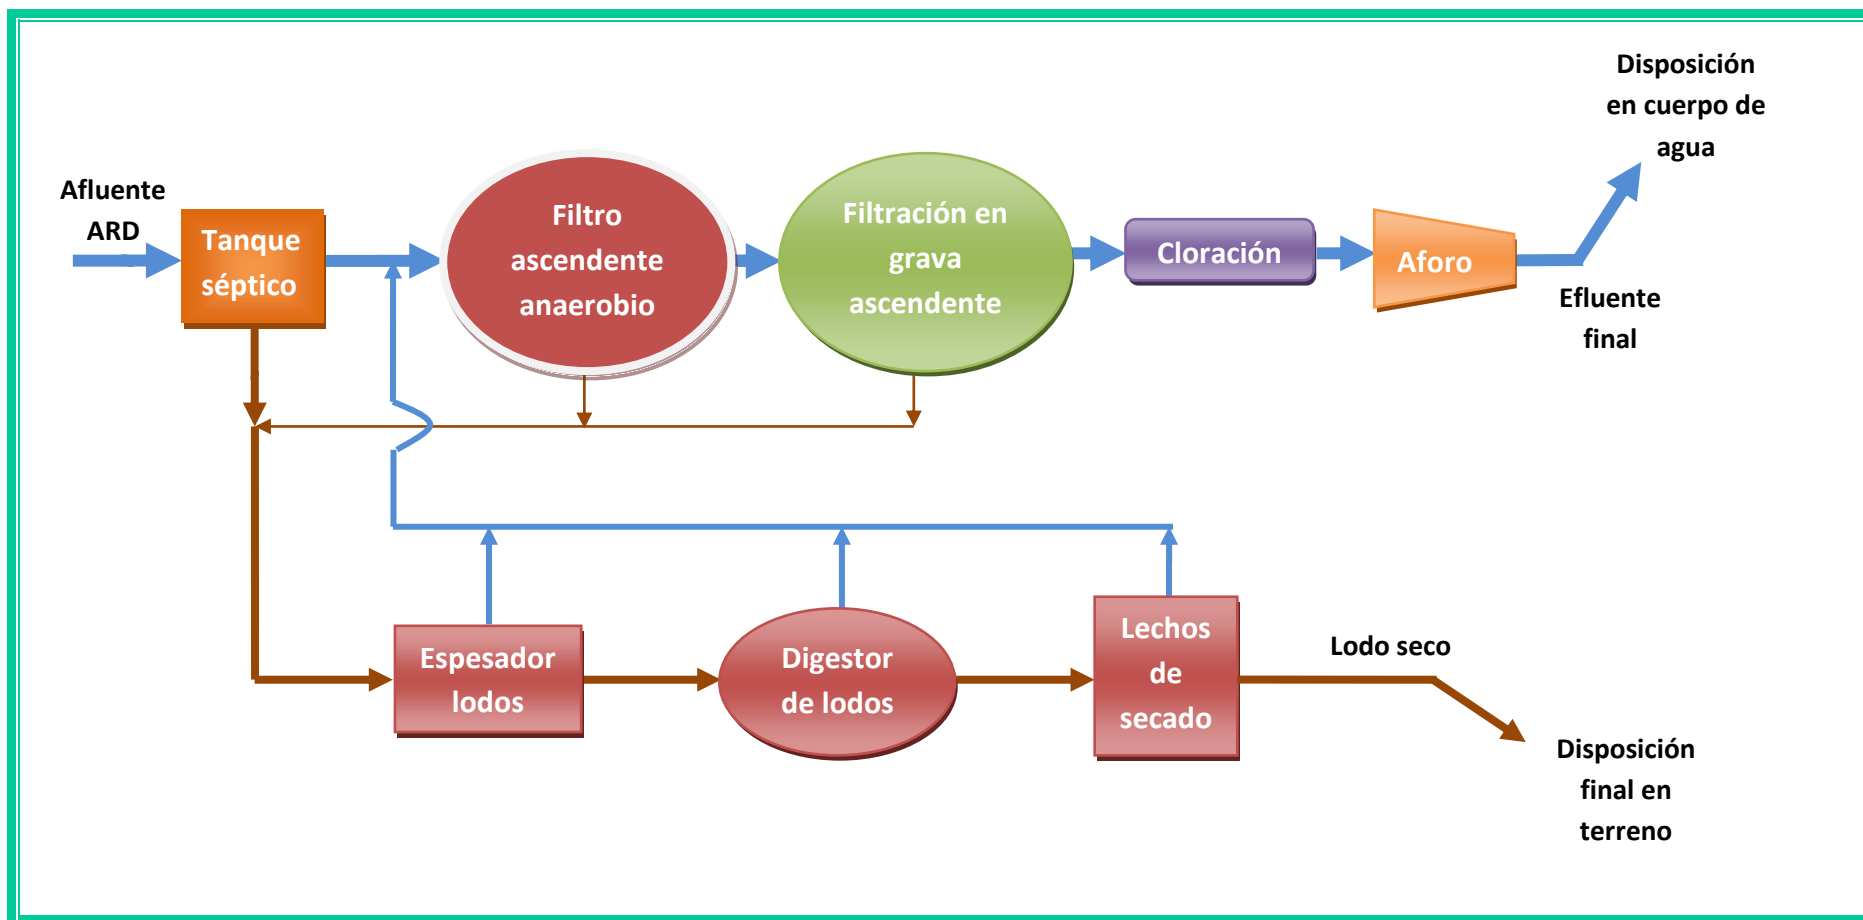 Afluente
ARD
Tanque
séptico
Filtro
ascendente
anaerobio
Filtración en
grava
ascendente
Cloración
Aforo
Disposición
en cuerpo de
agua
Efluente
final
Espesador
lodos
Digestor
de lodos
Lechos
de
secado
Lodo seco
Disposición
final en
terreno